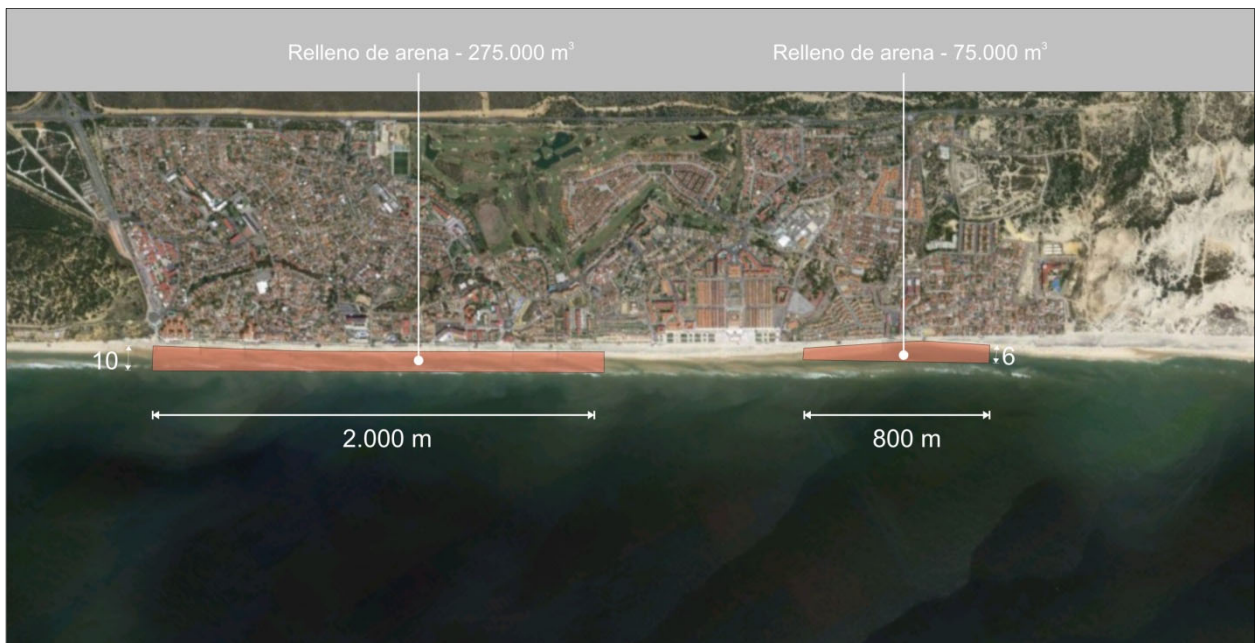 Relleno de arena - 275.000 m³
Relleno de arena - 75.000 m³
10
6
2.000 m
800 m